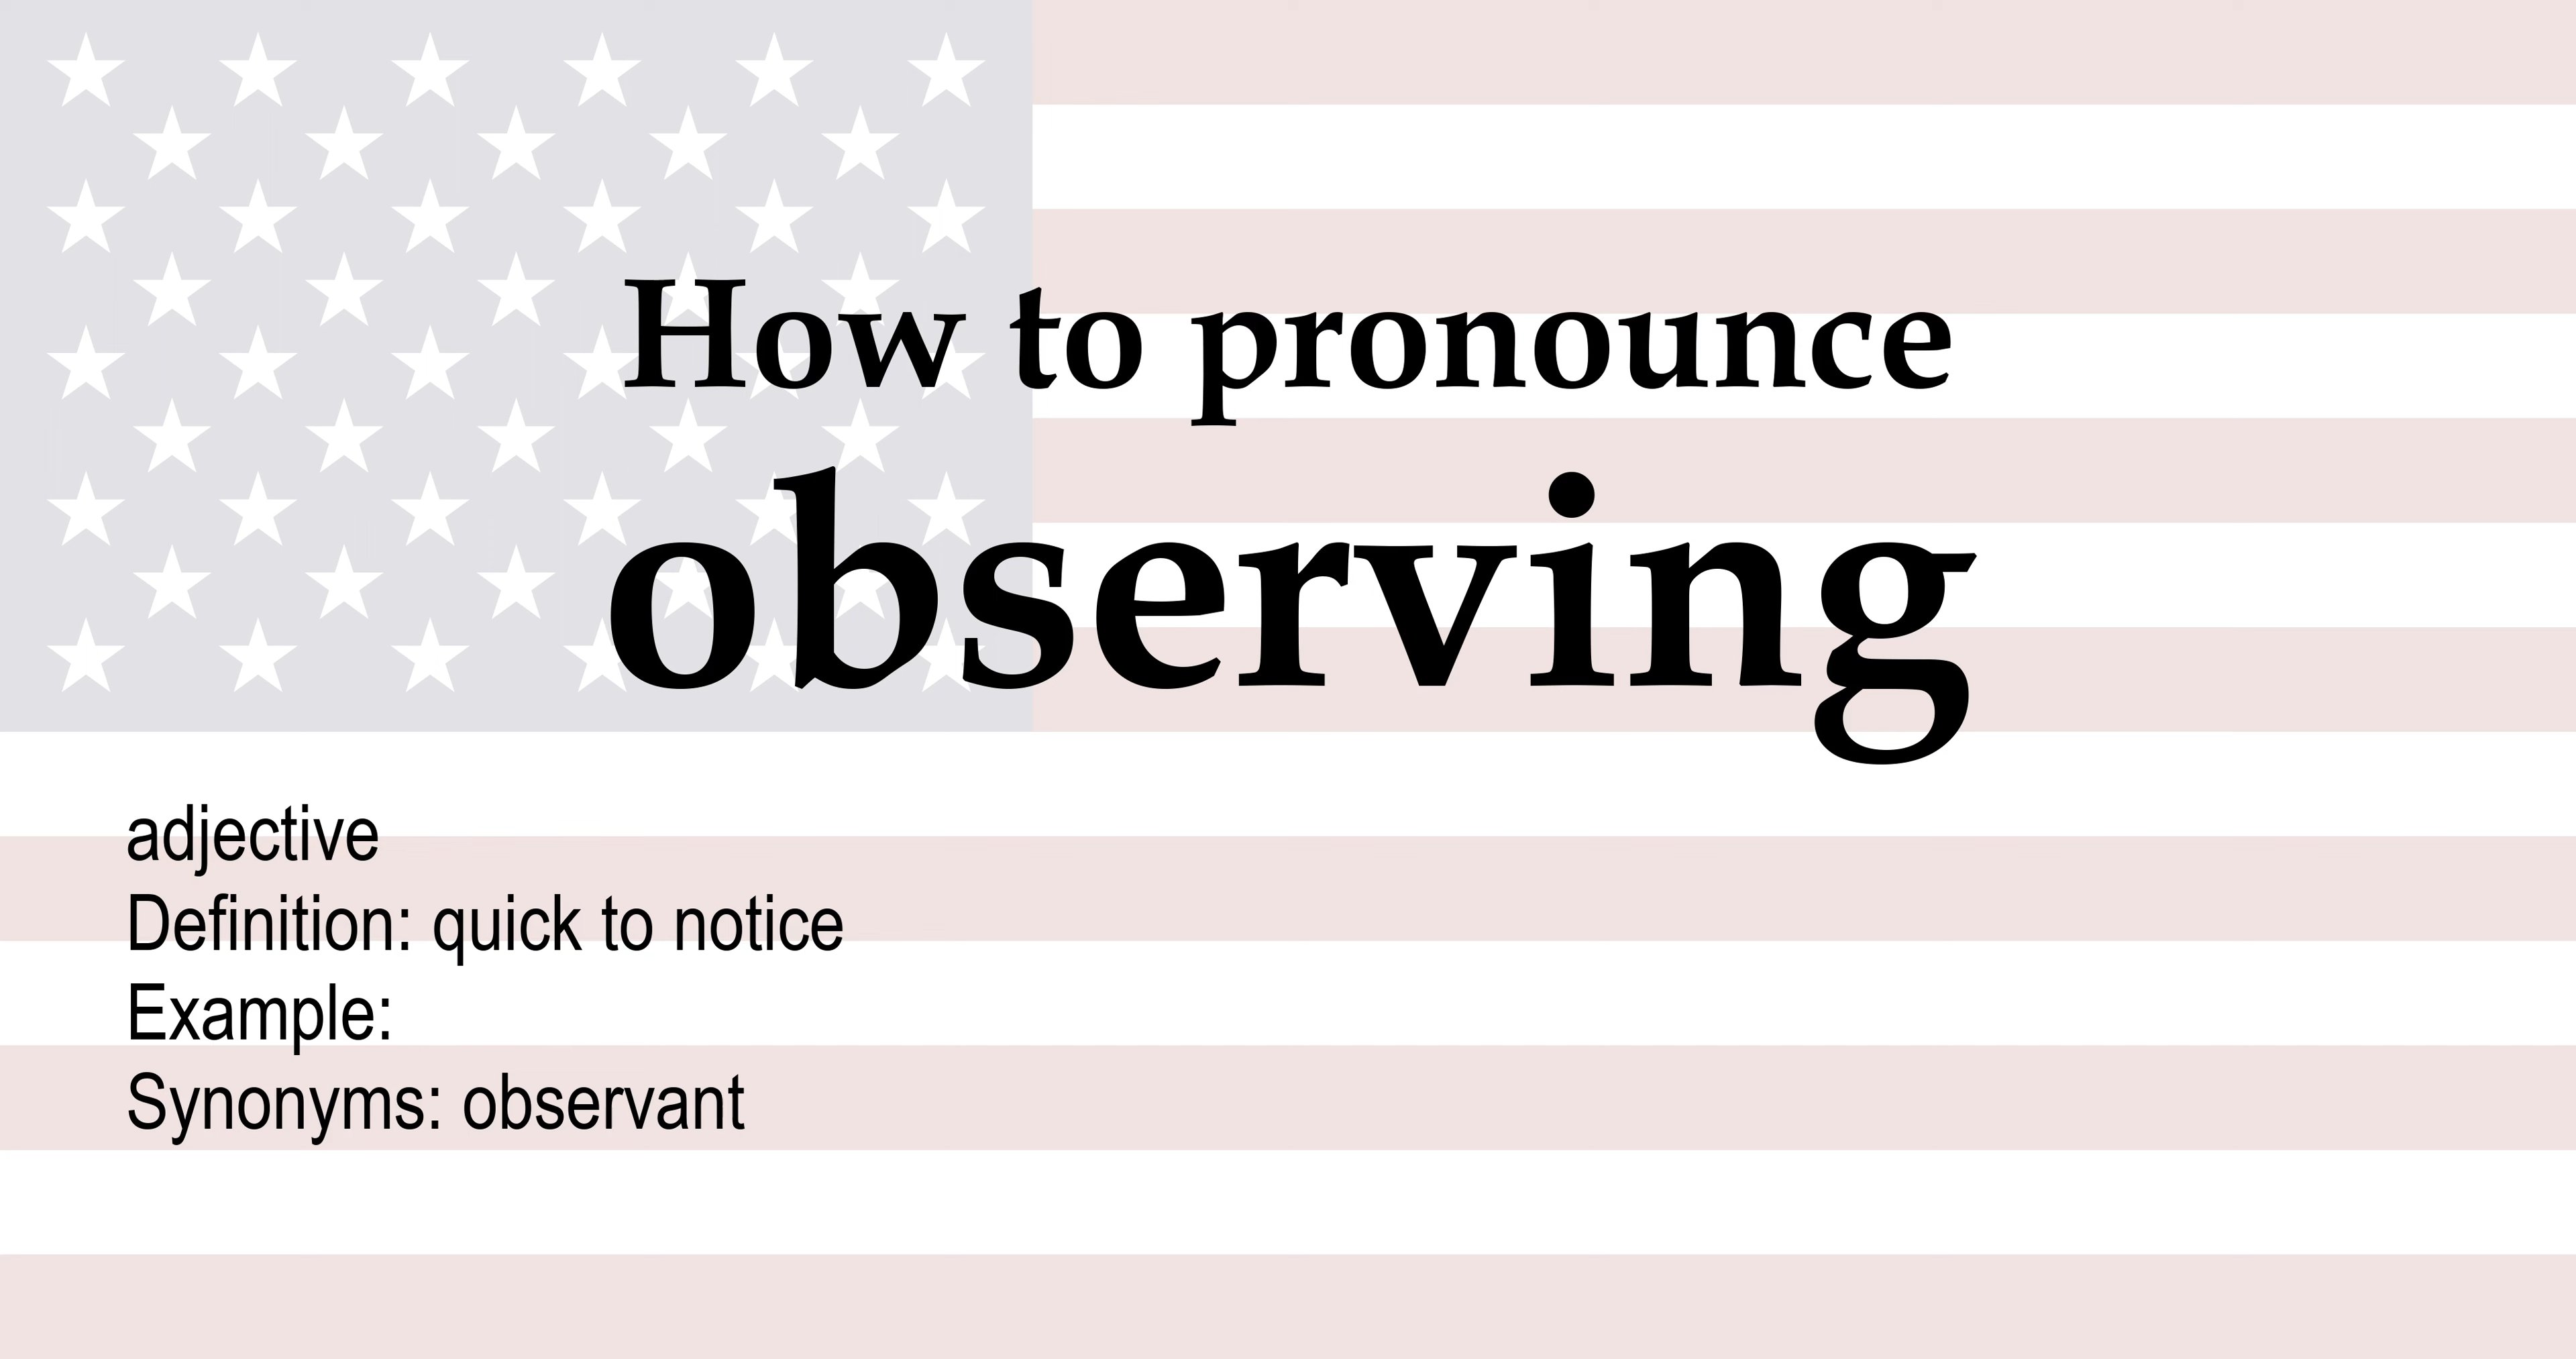 How to pronounce
observing
adjective
Definition: quick to notice
Example:
Synonyms: observant